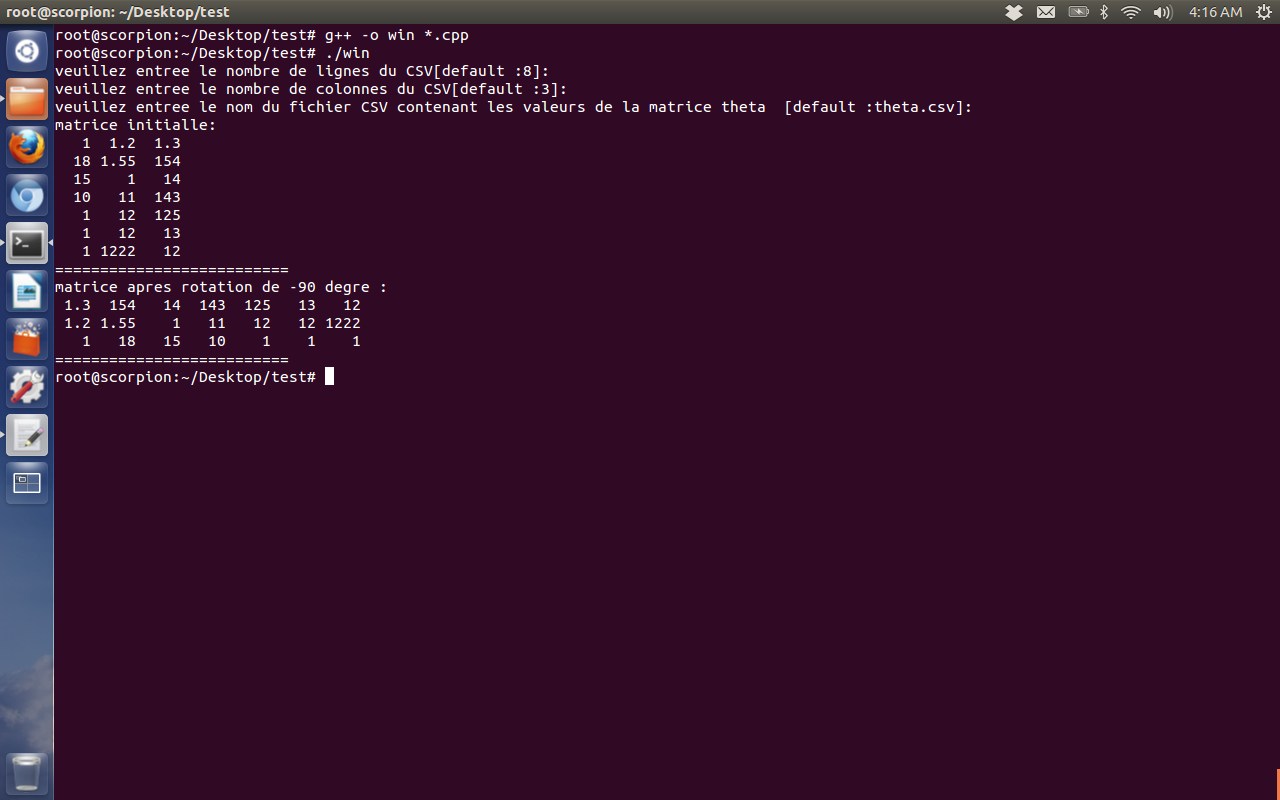 root@scorpion: ~/Desktop/test
4:16 AM
root@scorpion:~/Desktop/test# g++ -o win *.cpp
root@scorpion:~/Desktop/test# ./win
veuillez entree le nombre de lignes du CSV[default :8]:
veuillez entree le nombre de colonnes du CSV[default :3]:
veuillez entree le nom du fichier CSV contenant les valeurs de la matrice theta  [default :theta.csv]:
matrice initialle:
   1  1.2  1.3
  18 1.55  154
  15    1   14
  10   11  143
   1   12  125
   1   12   13
   1 1222   12
==========================
matrice apres rotation de -90 degre :
 1.3  154   14  143  125   13   12
 1.2 1.55    1   11   12   12 1222
   1   18   15   10    1    1    1
==========================
root@scorpion:~/Desktop/test#